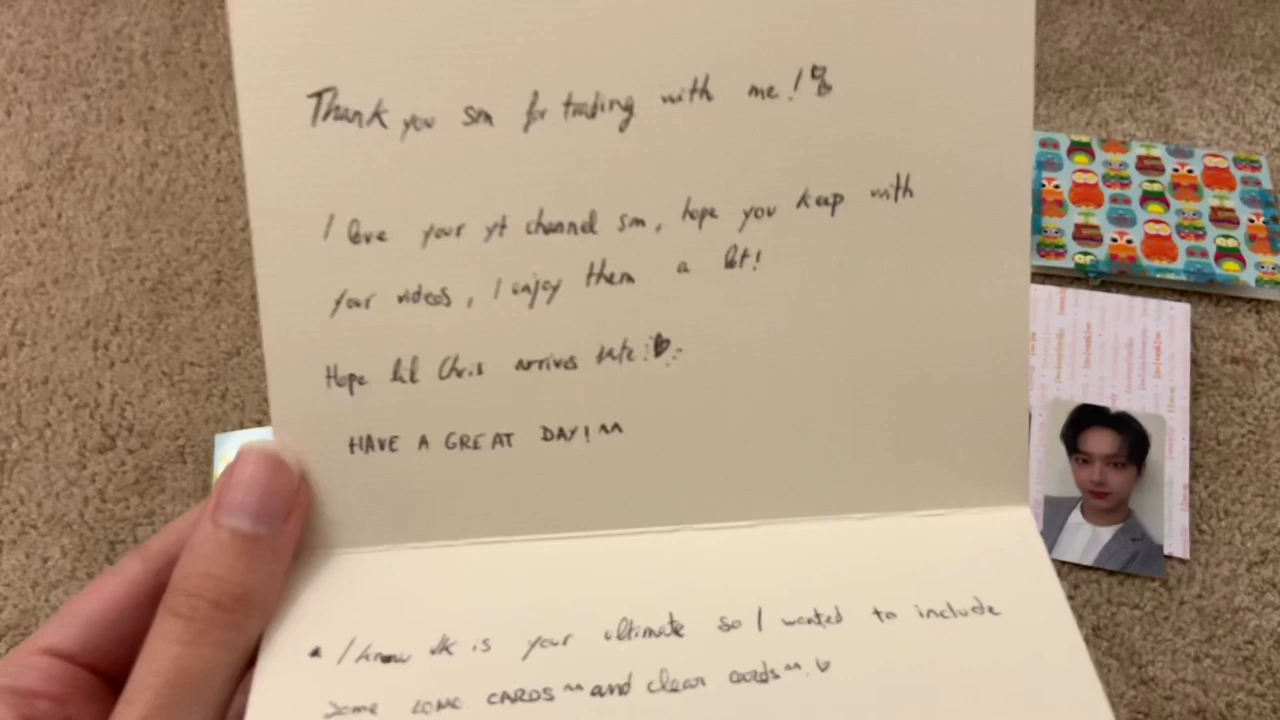 Thank you sm for trading with me!
I love your yt channel sm, hope you keep with
your videos, I enjoy them a lot!
Hope lil Chris arrives safe
HAVE A GREAT DAY! ^^
* I know JK is your ultimate so I wanted to include
some LOMO CARDS ^^ and clear cards ^^. ♡